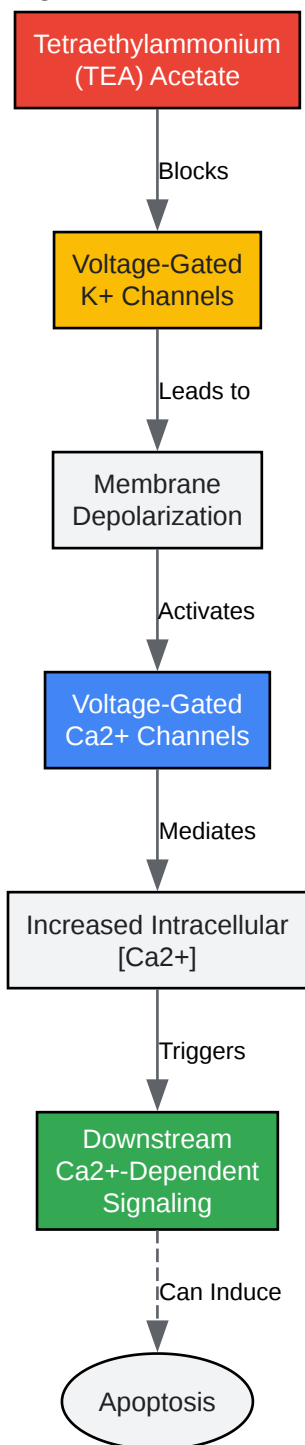 Tetraethylammonium
(TEA) Acetate
Blocks
Voltage-Gated
K+ Channels
Leads to
Membrane
Depolarization
Activates
Voltage-Gated
Ca2+ Channels
Mediates
Increased Intracellular
[Ca2+]
Triggers
Downstream
Ca2+-Dependent
Signaling
Can Induce
Apoptosis